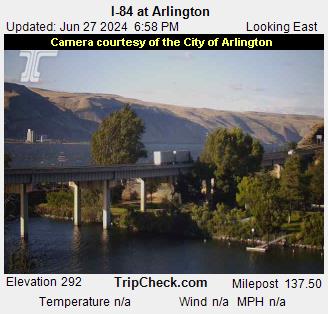 I-84 at Arlington
Updated: Jun 27 2024 6:58 PM Looking East
Camera courtesy of the City of Arlington
Elevation 292 TripCheck.com Milepost 137.50
Temperature n/a Wind n/a MPH n/a